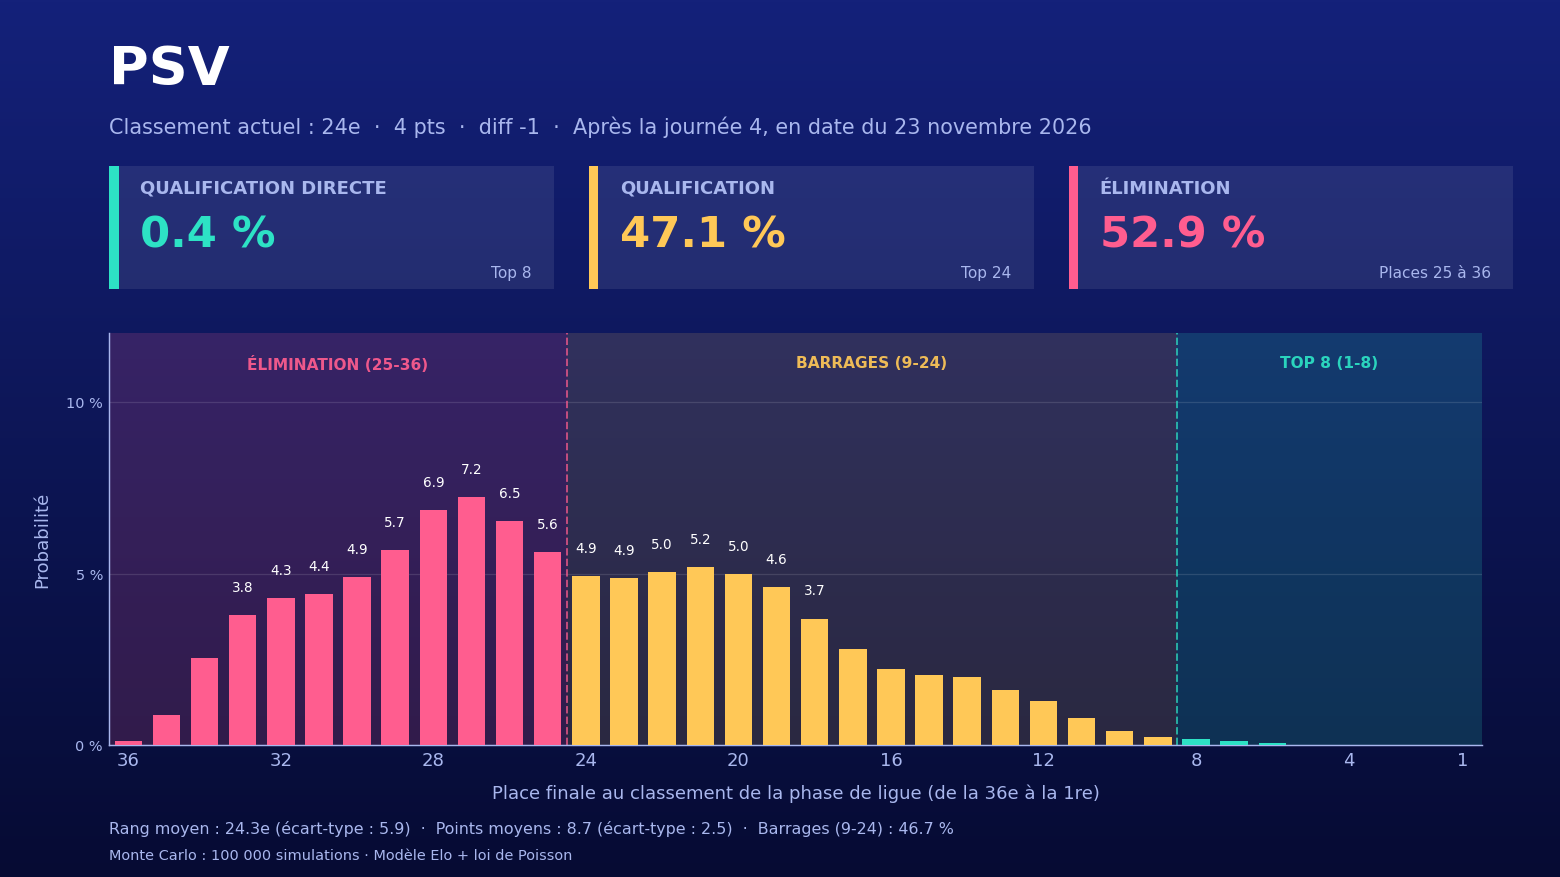 PSV
Classement actuel : 24e · 4 pts · diff -1 · Après la journée 4, en date du 23 novembre 2026
QUALIFICATION DIRECTE
0.4 %
Top 8
QUALIFICATION
47.1 %
Top 24
ÉLIMINATION
52.9 %
Places 25 à 36
ÉLIMINATION (25-36)
BARRAGES (9-24)
TOP 8 (1-8)
Probabilité
10 %
5 %
0 %
3.8
4.3
4.4
4.9
5.7
6.9
7.2
6.5
5.6
4.9
4.9
5.0
5.2
5.0
4.6
3.7
36 32 28 24 20 16 12 8 4 1
Place finale au classement de la phase de ligue (de la 36e à la 1re)
Rang moyen : 24.3e (écart-type : 5.9) · Points moyens : 8.7 (écart-type : 2.5) · Barrages (9-24) : 46.7 %
Monte Carlo : 100 000 simulations · Modèle Elo + loi de Poisson